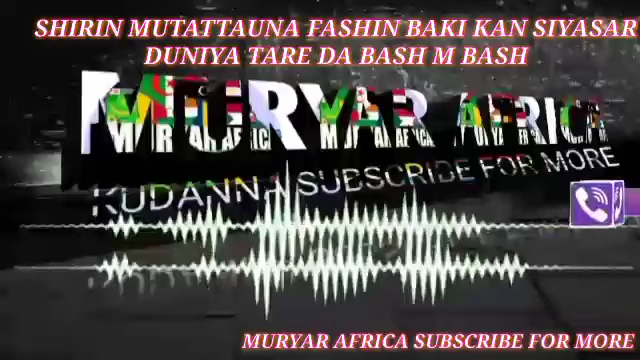 SHIRIN MUTATTAUNA FASHIN BAKI KAN SIYASAR
DUNIYA TARE DA BASH M BASH
MURYAR AFRICA
KUDANNA SUBSCRIBE FOR MORE
MURYAR AFRICA SUBSCRIBE FOR MORE